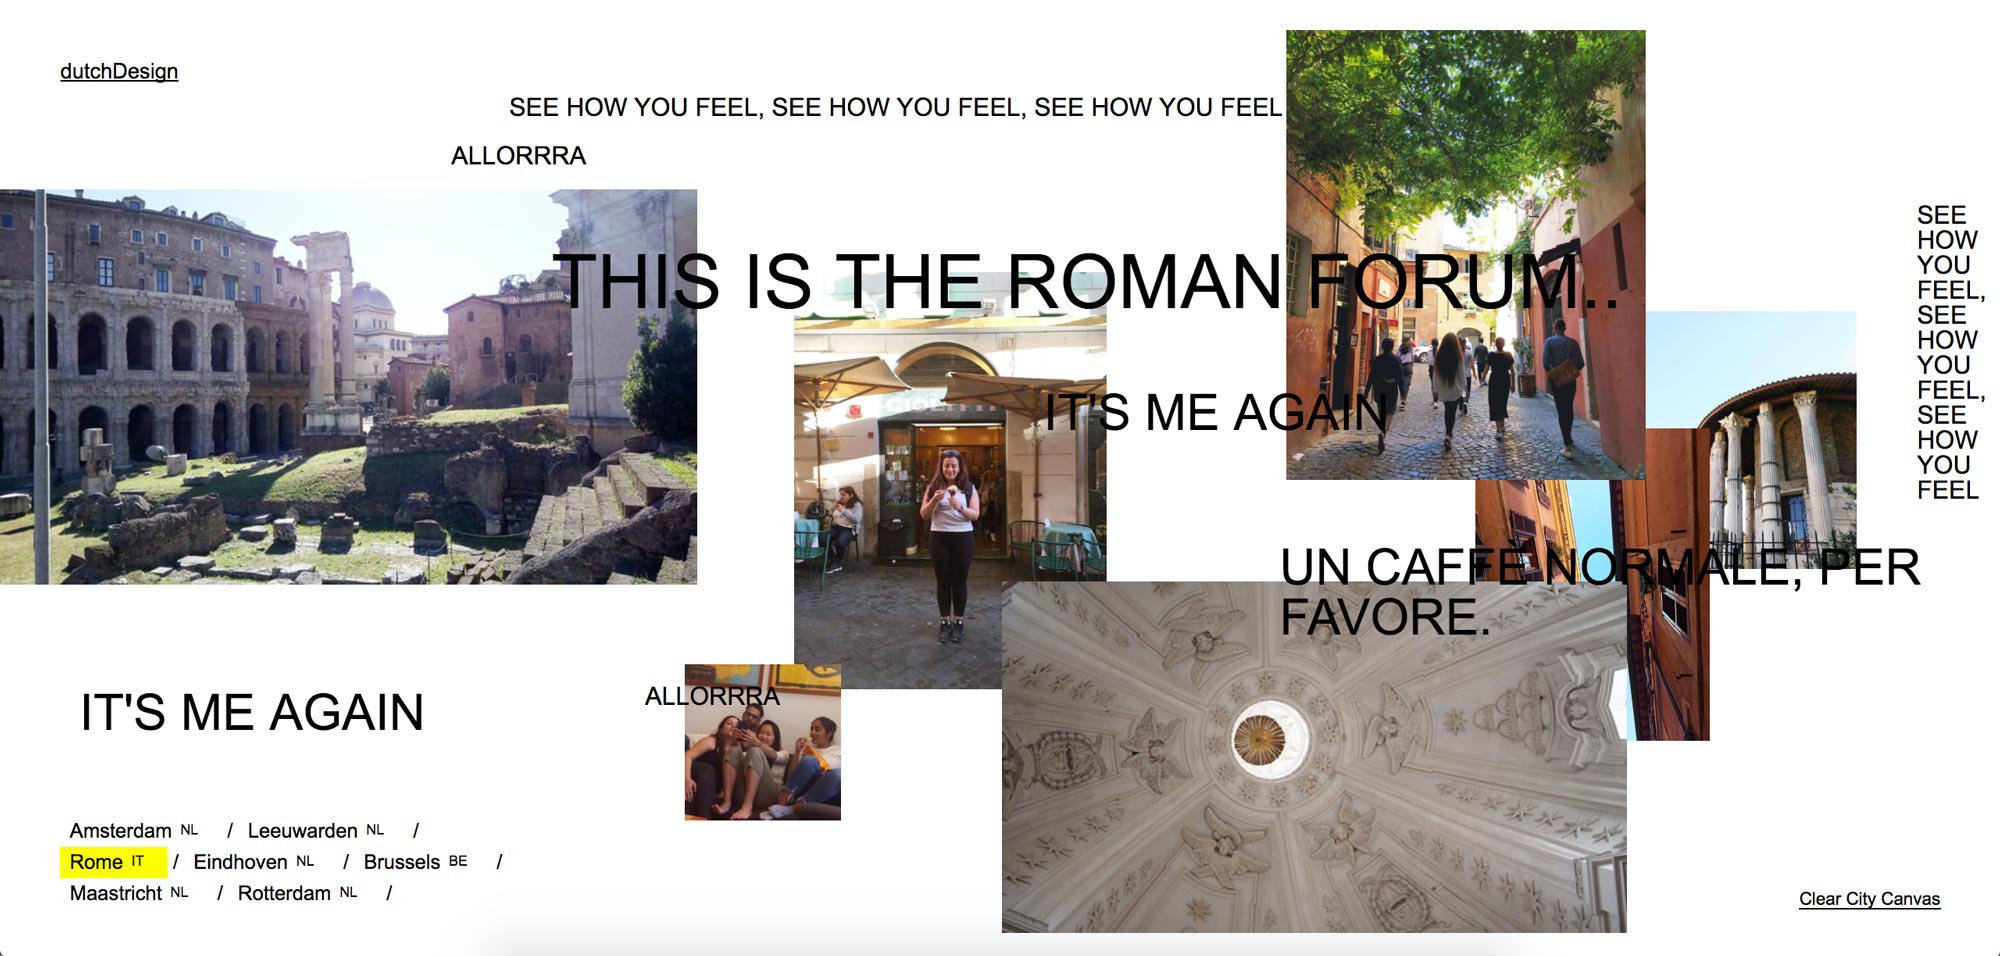 dutchDesign
SEE HOW YOU FEEL, SEE HOW YOU FEEL, SEE HOW YOU FEEL
ALLORRRA
THIS IS THE ROMAN FORUM..
SEE
HOW
YOU
FEEL,
SEE
HOW
YOU
FEEL,
SEE
HOW
YOU
FEEL
IT'S ME AGAIN
UN CAFFÈ NORMALE, PER
FAVORE.
ALLORRRA
IT'S ME AGAIN
Amsterdam NL / Leeuwarden NL /
Rome IT / Eindhoven NL / Brussels BE /
Maastricht NL / Rotterdam NL /
Clear City Canvas